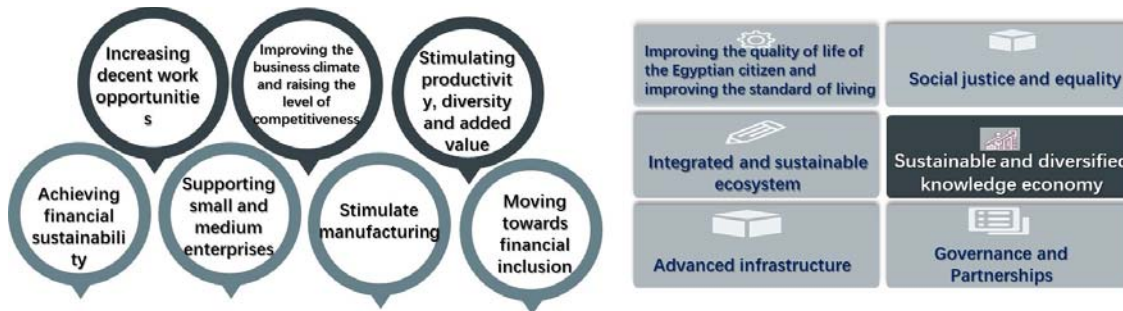 Increasing
decent work
opportunitie
s
Improving the
business climate
and raising the
level of
competitiveness
Stimulating
productivit
y, diversity
and added
value
Achieving
financial
sustainabili
ty
Supporting
small and
medium
enterprises
Stimulate
manufacturing
Moving
towards
financial
inclusion
Improving the quality of life of
the Egyptian citizen and
improving the standard of living
Social justice and equality
Integrated and sustainable
ecosystem
Sustainable and diversified
knowledge economy
Advanced infrastructure
Governance and
Partnerships